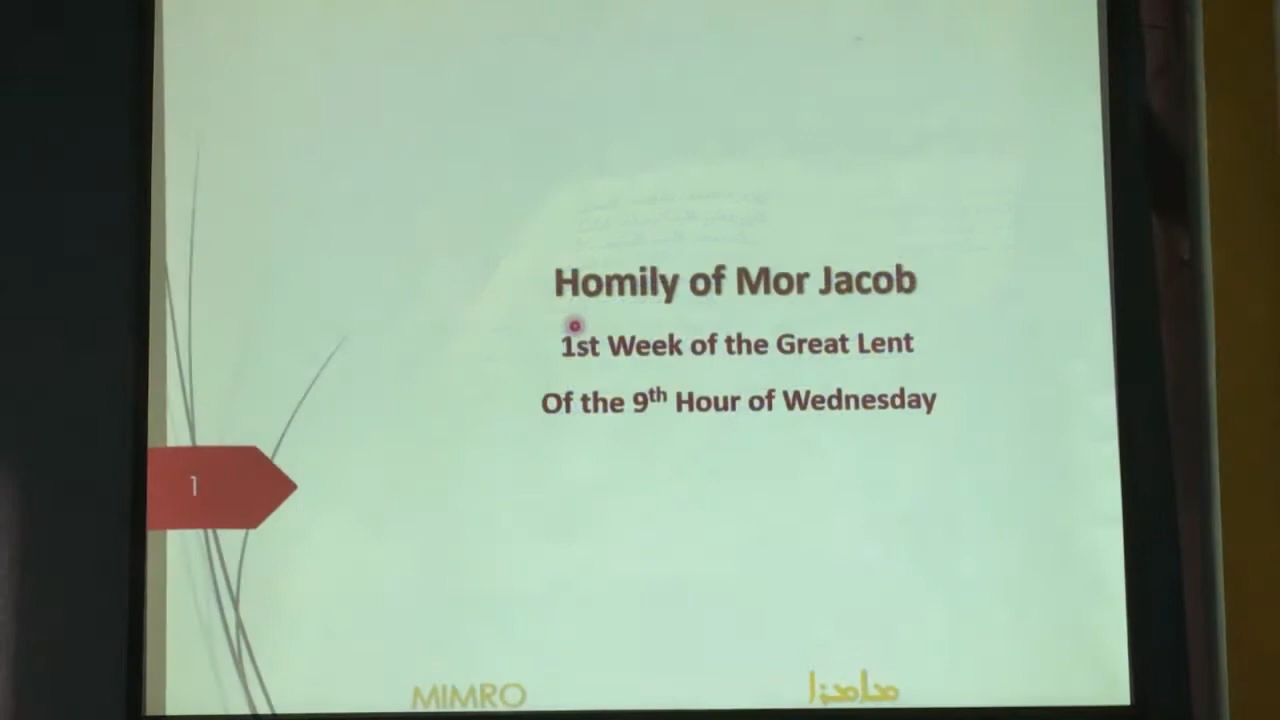 Homily of Mor Jacob
1st Week of the Great Lent
Of the 9th Hour of Wednesday
1
MIMRO ܡܐܡܪܐ